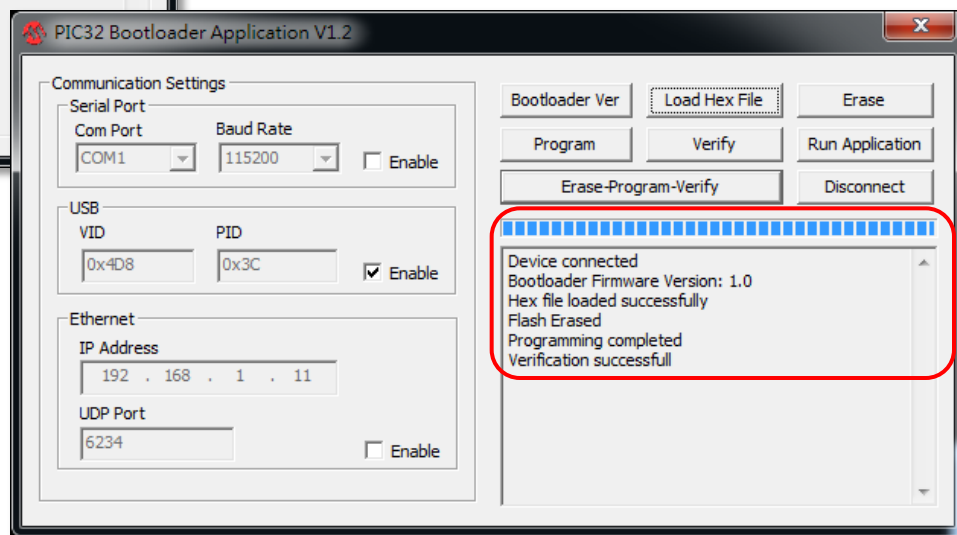 PIC32 Bootloader Application V1.2
Communication Settings
Serial Port
Com Port Baud Rate
COM1 115200 Enable
USB
VID PID
0x4D8 0x3C Enable
Ethernet
IP Address
192 . 168 . 1 . 11
UDP Port
6234
Enable
Bootloader Ver Load Hex File Erase
Program Verify Run Application
Erase-Program-Verify Disconnect
Device connected
Bootloader Firmware Version: 1.0
Hex file loaded successfully
Flash Erased
Programming completed
Verification successfull